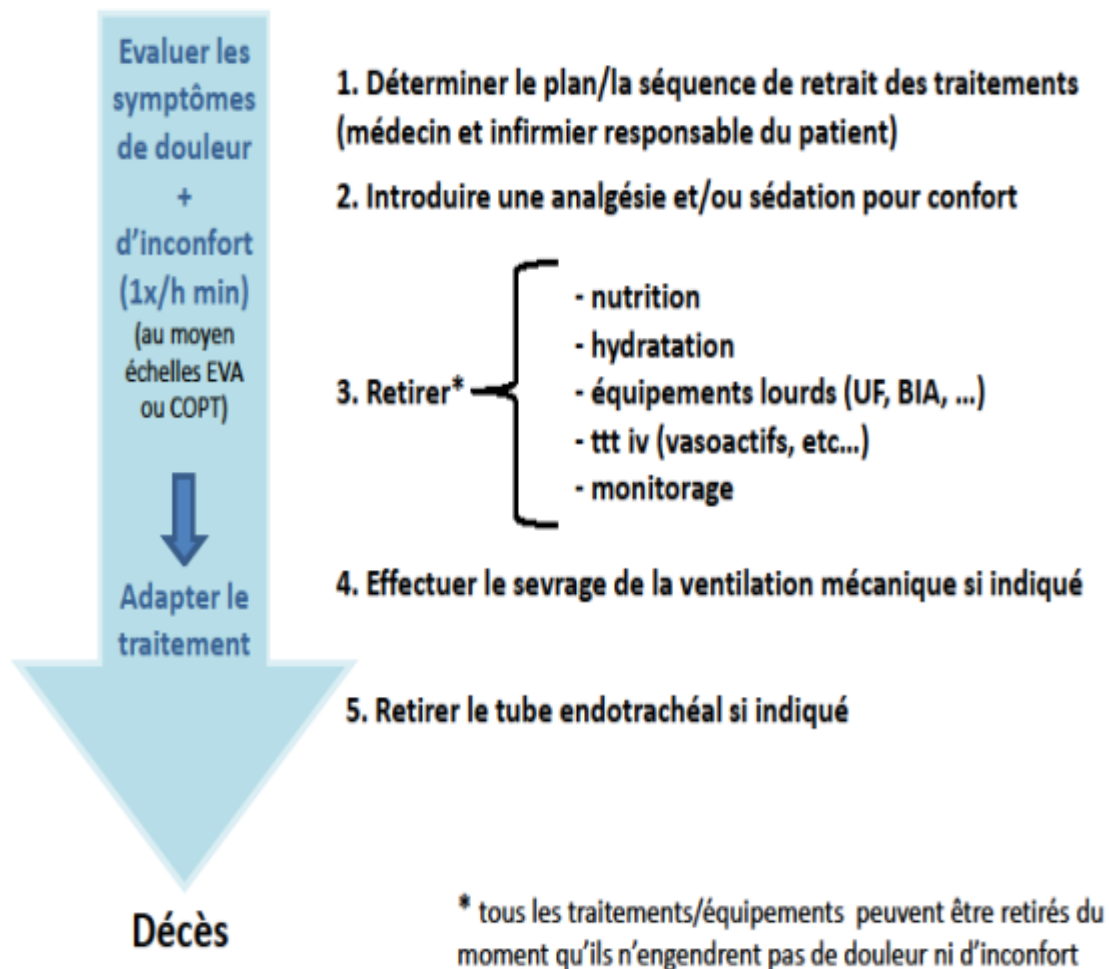 Evaluer les
symptômes
de douleur
+
d'inconfort
(1x/h min)
(au moyen
échelles EVA
ou COPT)
Adapter le
traitement
Décès
1. Déterminer le plan/la séquence de retrait des traitements
(médecin et infirmier responsable du patient)
2. Introduire une analgésie et/ou sédation pour confort
3. Retirer*
- nutrition
- hydratation
- équipements lourds (UF, BIA, ...)
- ttt iv (vasoactifs, etc...)
- monitorage
4. Effectuer le sevrage de la ventilation mécanique si indiqué
5. Retirer le tube endotrachéal si indiqué
* tous les traitements/équipements peuvent être retirés du
moment qu'ils n'engendrent pas de douleur ni d'inconfort